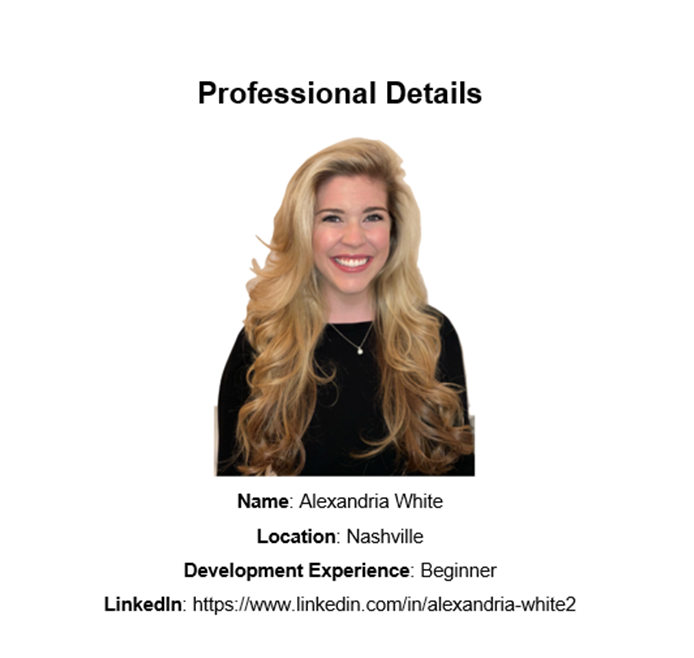 Professional Details
Name: Alexandria White
Location: Nashville
Development Experience: Beginner
LinkedIn: https://www.linkedin.com/in/alexandria-white2